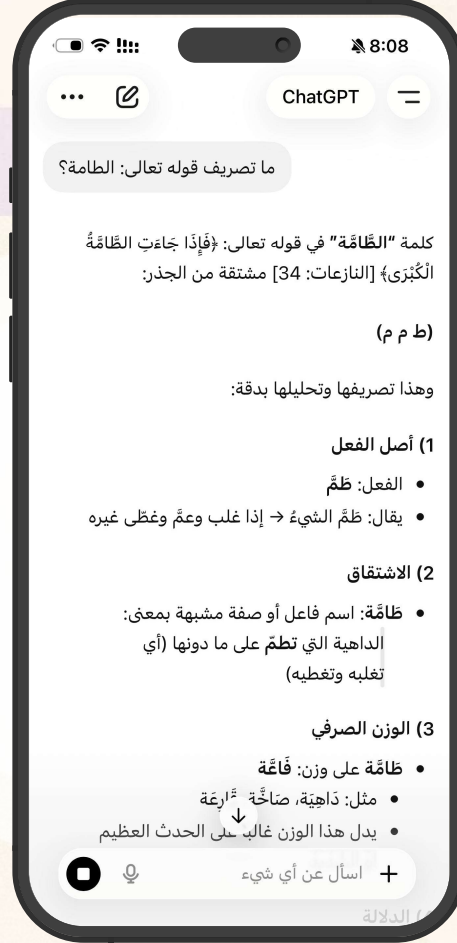 8:08
ChatGPT
ما تصريف قوله تعالى: الطامة؟
كلمة "الطَّامَّة" في قوله تعالى: ﴿فَإِذَا جَاءَتِ الطَّامَّةُ
الْكُبْرَى﴾ [النازعات: 34] مشتقة من الجذر:
(ط م م)
وهذا تصريفها وتحليلها بدقة:
1) أصل الفعل
• الفعل: طَمَّ
• يقال: طَمَّ الشيءُ → إذا غلب وعمَّ وغطّى غيره
2) الاشتقاق
• طَامَّة: اسم فاعل أو صفة مشبهة بمعنى:
الداهية التي تطمّ على ما دونها (أي
تغلبه وتغطيه)
3) الوزن الصرفي
• طَامَّة على وزن: فَاعَّة
• مثل: دَاهِيَة، صَاخَّة، قَارِعَة
• يدل هذا الوزن غالبًا على الحدث العظيم
اسأل عن أي شيء
4) الدلالة